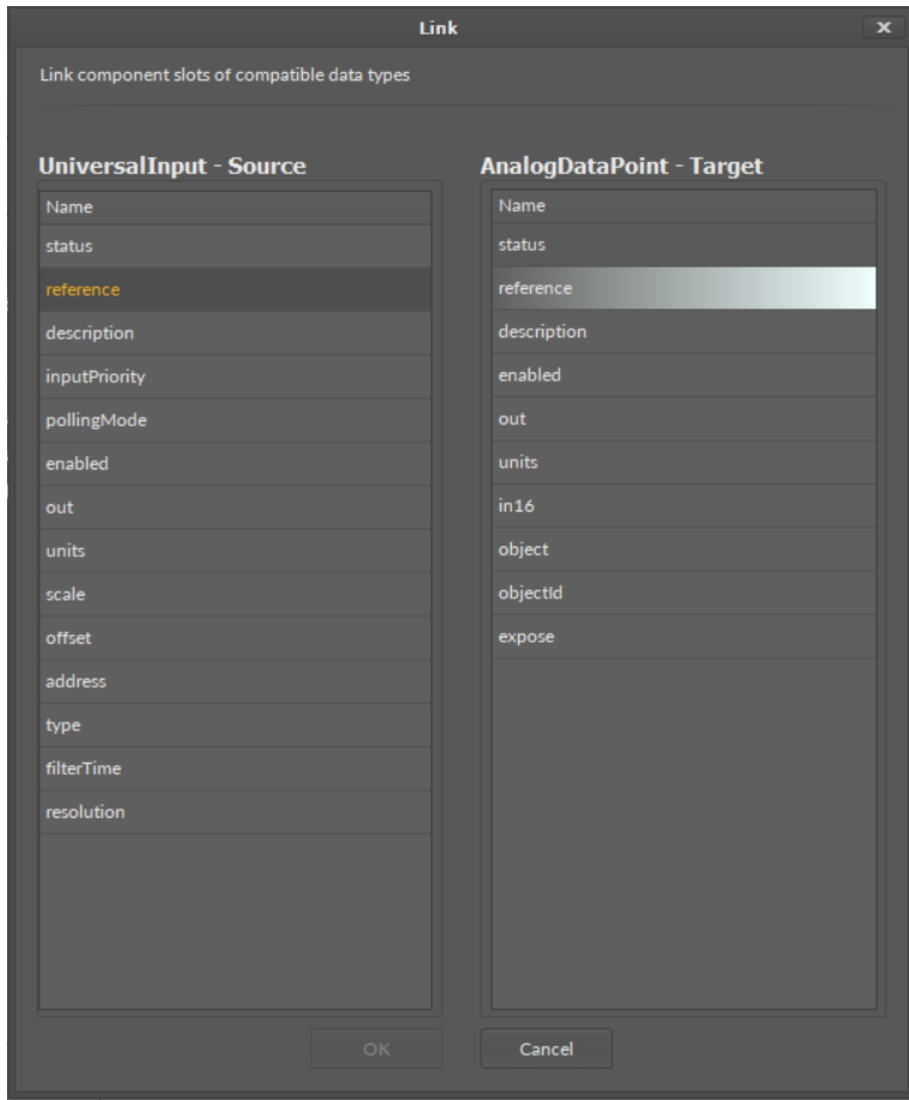 Link
x
Link component slots of compatible data types
UniversalInput - Source
Name
status
reference
description
inputPriority
pollingMode
enabled
out
units
scale
offset
address
type
filterTime
resolution
AnalogDataPoint - Target
Name
status
reference
description
enabled
out
units
in16
object
objectId
expose
OK
Cancel